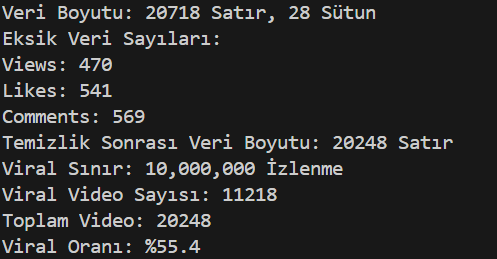 Veri Boyutu: 20718 Satır, 28 Sütun
Eksik Veri Sayıları:
Views: 470
Likes: 541
Comments: 569
Temizlik Sonrası Veri Boyutu: 20248 Satır
Viral Sınır: 10,000,000 İzlenme
Viral Video Sayısı: 11218
Toplam Video: 20248
Viral Oranı: %55.4